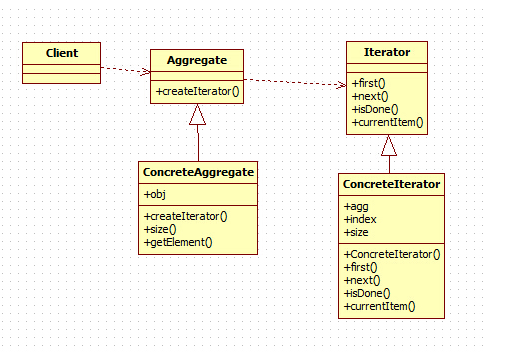 Client
Aggregate
+createIterator()
Iterator
+first()
+next()
+isDone()
+currentItem()
ConcreteAggregate
+obj
+createIterator()
+size()
+getElement()
ConcreteIterator
+agg
+index
+size
+ConcreteIterator()
+first()
+next()
+isDone()
+currentItem()